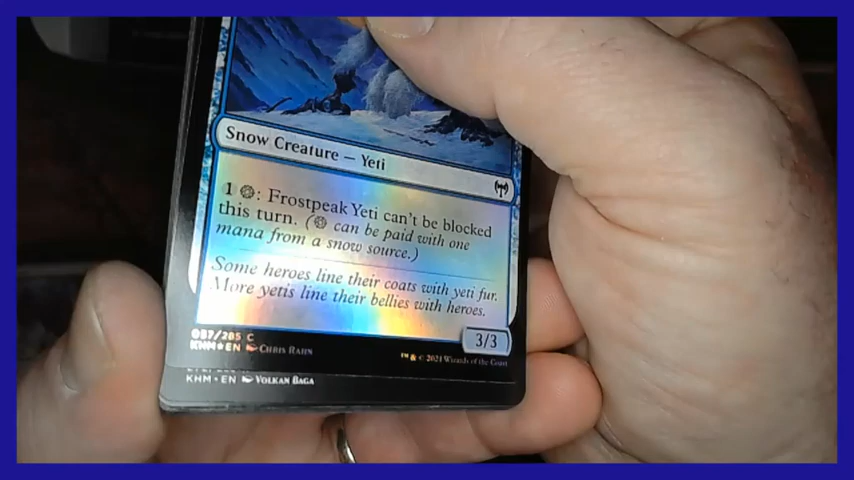 Snow Creature — Yeti
1 : Frostpeak Yeti can't be blocked
this turn. ( can be paid with one
mana from a snow source.)
Some heroes line their coats with yeti fur.
More yetis line their bellies with heroes.
3/3
057/285 C
KHM★EN Chris Rahn
™ & © 2021 Wizards of the Coast
KHM • EN Volkan Baga